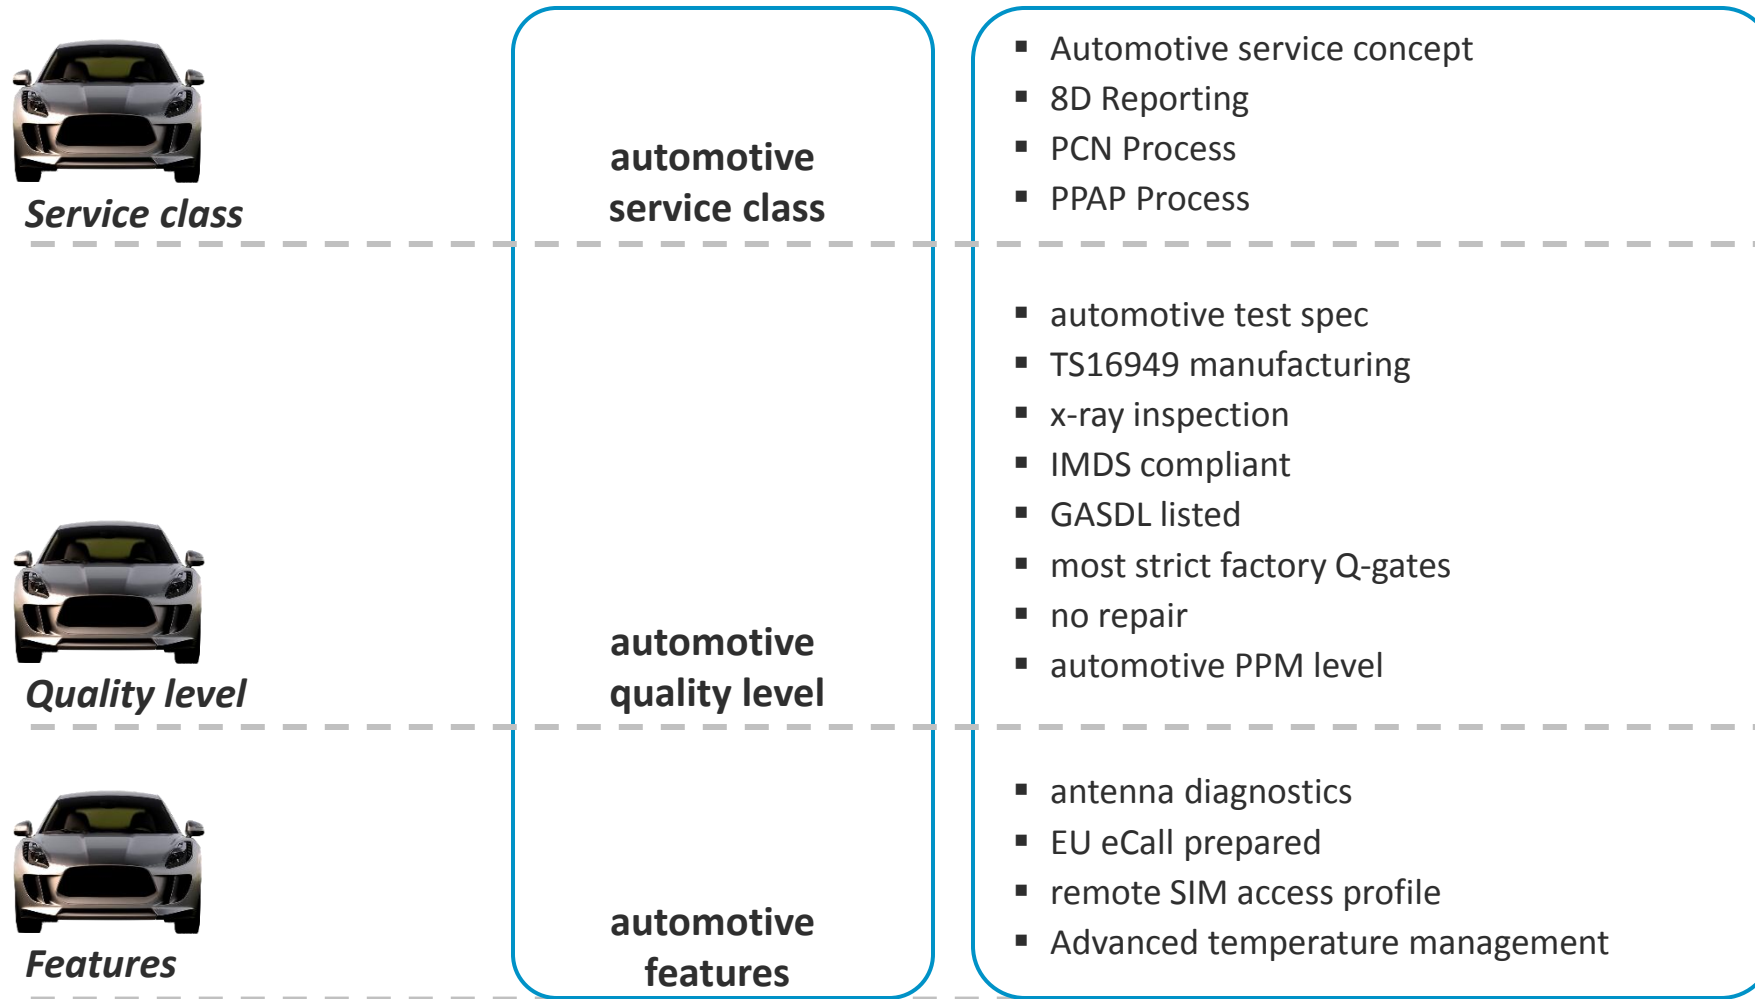 Service class
automotive
service class
Automotive service concept
8D Reporting
PCN Process
PPAP Process
Quality level
automotive
quality level
automotive test spec
TS16949 manufacturing
x-ray inspection
IMDS compliant
GASDL listed
most strict factory Q-gates
no repair
automotive PPM level
Features
automotive
features
antenna diagnostics
EU eCall prepared
remote SIM access profile
Advanced temperature management